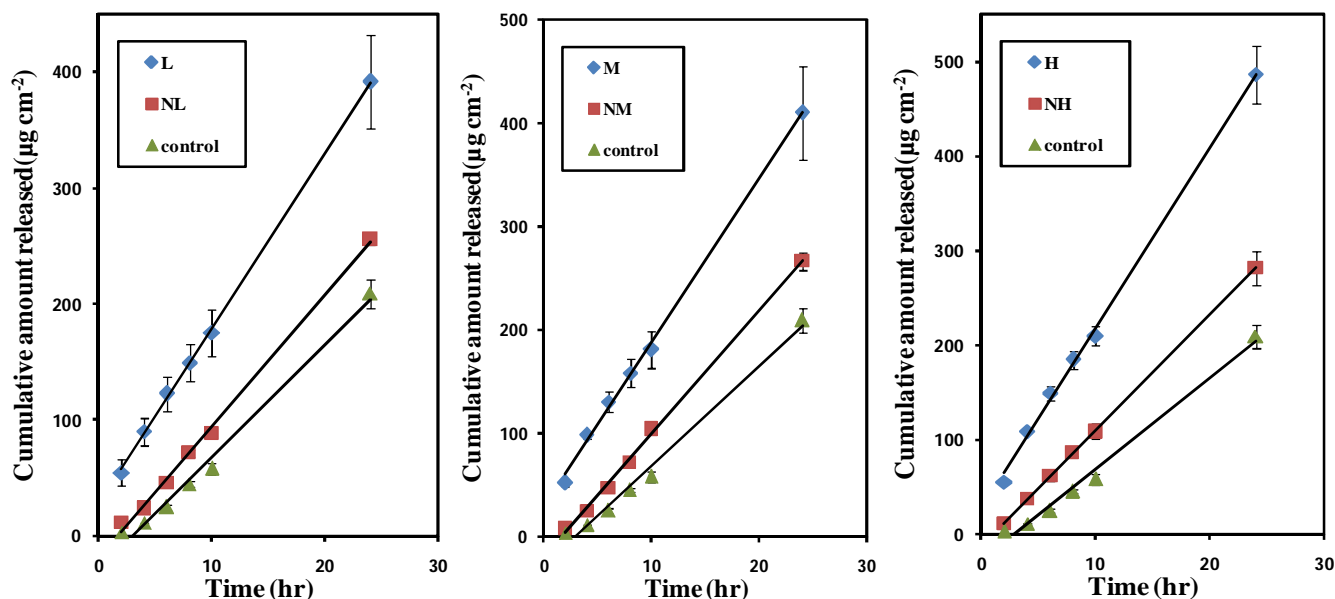 Cumulative amount released (µg cm-2)
400
300
200
100
0
L
NL
control
0 10 20 30
Time (hr)
Cumulative amount released (µg cm-2)
500
400
300
200
100
0
M
NM
control
0 10 20 30
Time (hr)
Cumulative amount released (µg cm-2)
500
400
300
200
100
0
H
NH
control
0 10 20 30
Time (hr)